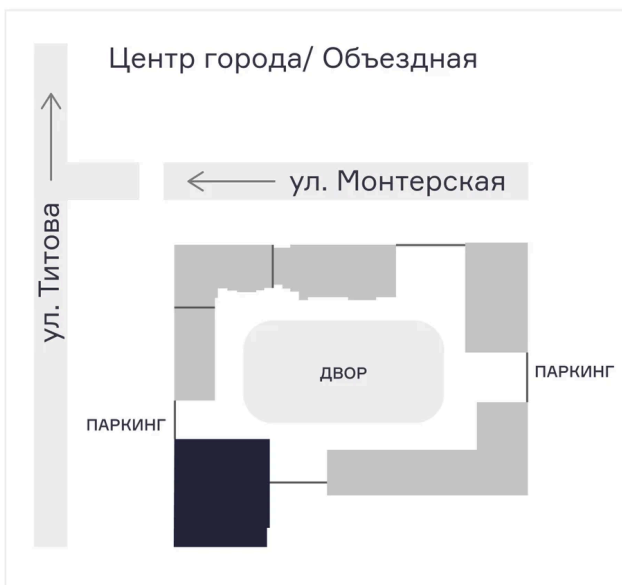 Центр города/ Объездная
ул. Монтерская
ул. Титова
ДВОР
ПАРКИНГ
ПАРКИНГ